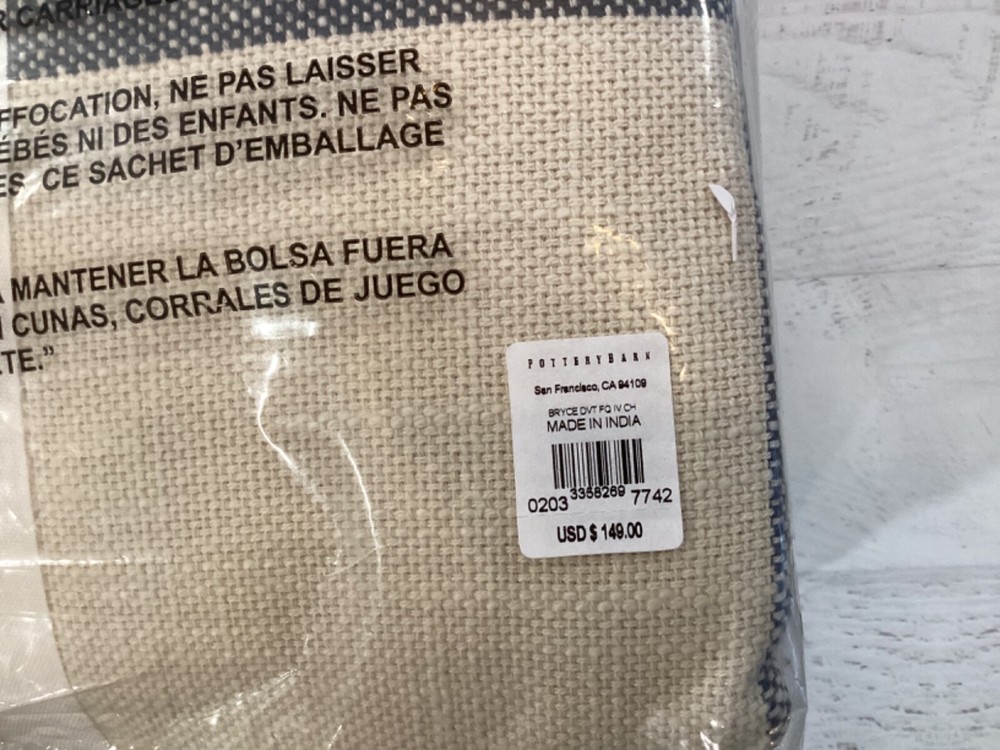 R CARRIAGES
FFOCATION, NE PAS LAISSER
ÉBÉS NI DES ENFANTS. NE PAS
ES, CE SACHET D'EMBALLAGE
A MANTENER LA BOLSA FUERA
N CUNAS, CORRALES DE JUEGO
TE."
POTTERYBARN
San Francisco, CA 94109
BRYCE DVT FQ IV CH
MADE IN INDIA
0203 3358269 7742
USD $ 149.00